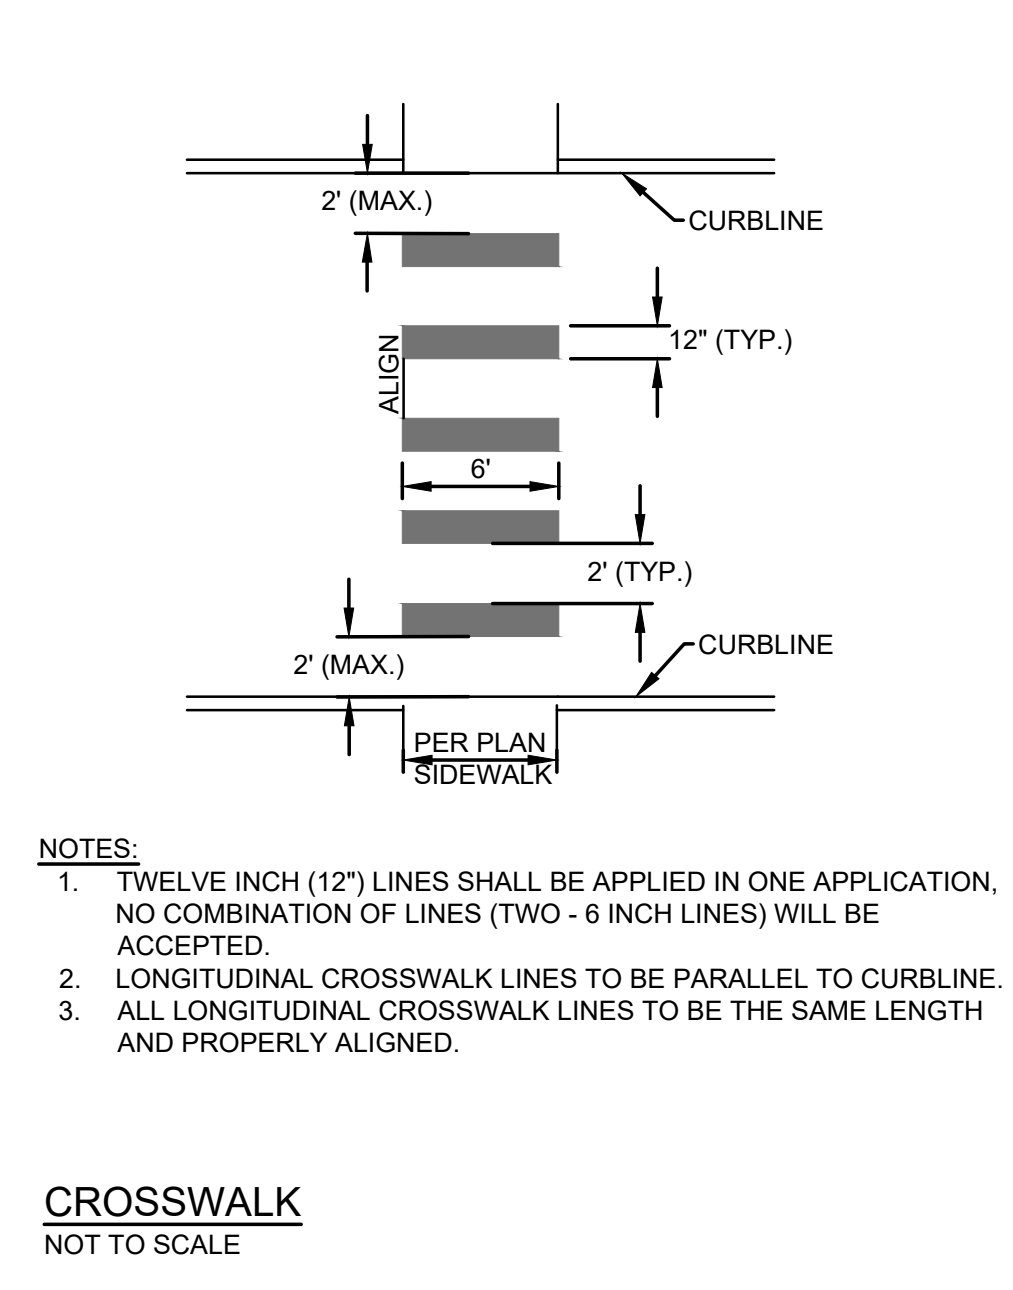 2' (MAX.)
CURBLINE
12" (TYP.)
ALIGN
6'
2' (TYP.)
CURBLINE
2' (MAX.)
PER PLAN
SIDEWALK
NOTES:
1. TWELVE INCH (12") LINES SHALL BE APPLIED IN ONE APPLICATION,
NO COMBINATION OF LINES (TWO - 6 INCH LINES) WILL BE
ACCEPTED.
2. LONGITUDINAL CROSSWALK LINES TO BE PARALLEL TO CURBLINE.
3. ALL LONGITUDINAL CROSSWALK LINES TO BE THE SAME LENGTH
AND PROPERLY ALIGNED.
CROSSWALK
NOT TO SCALE